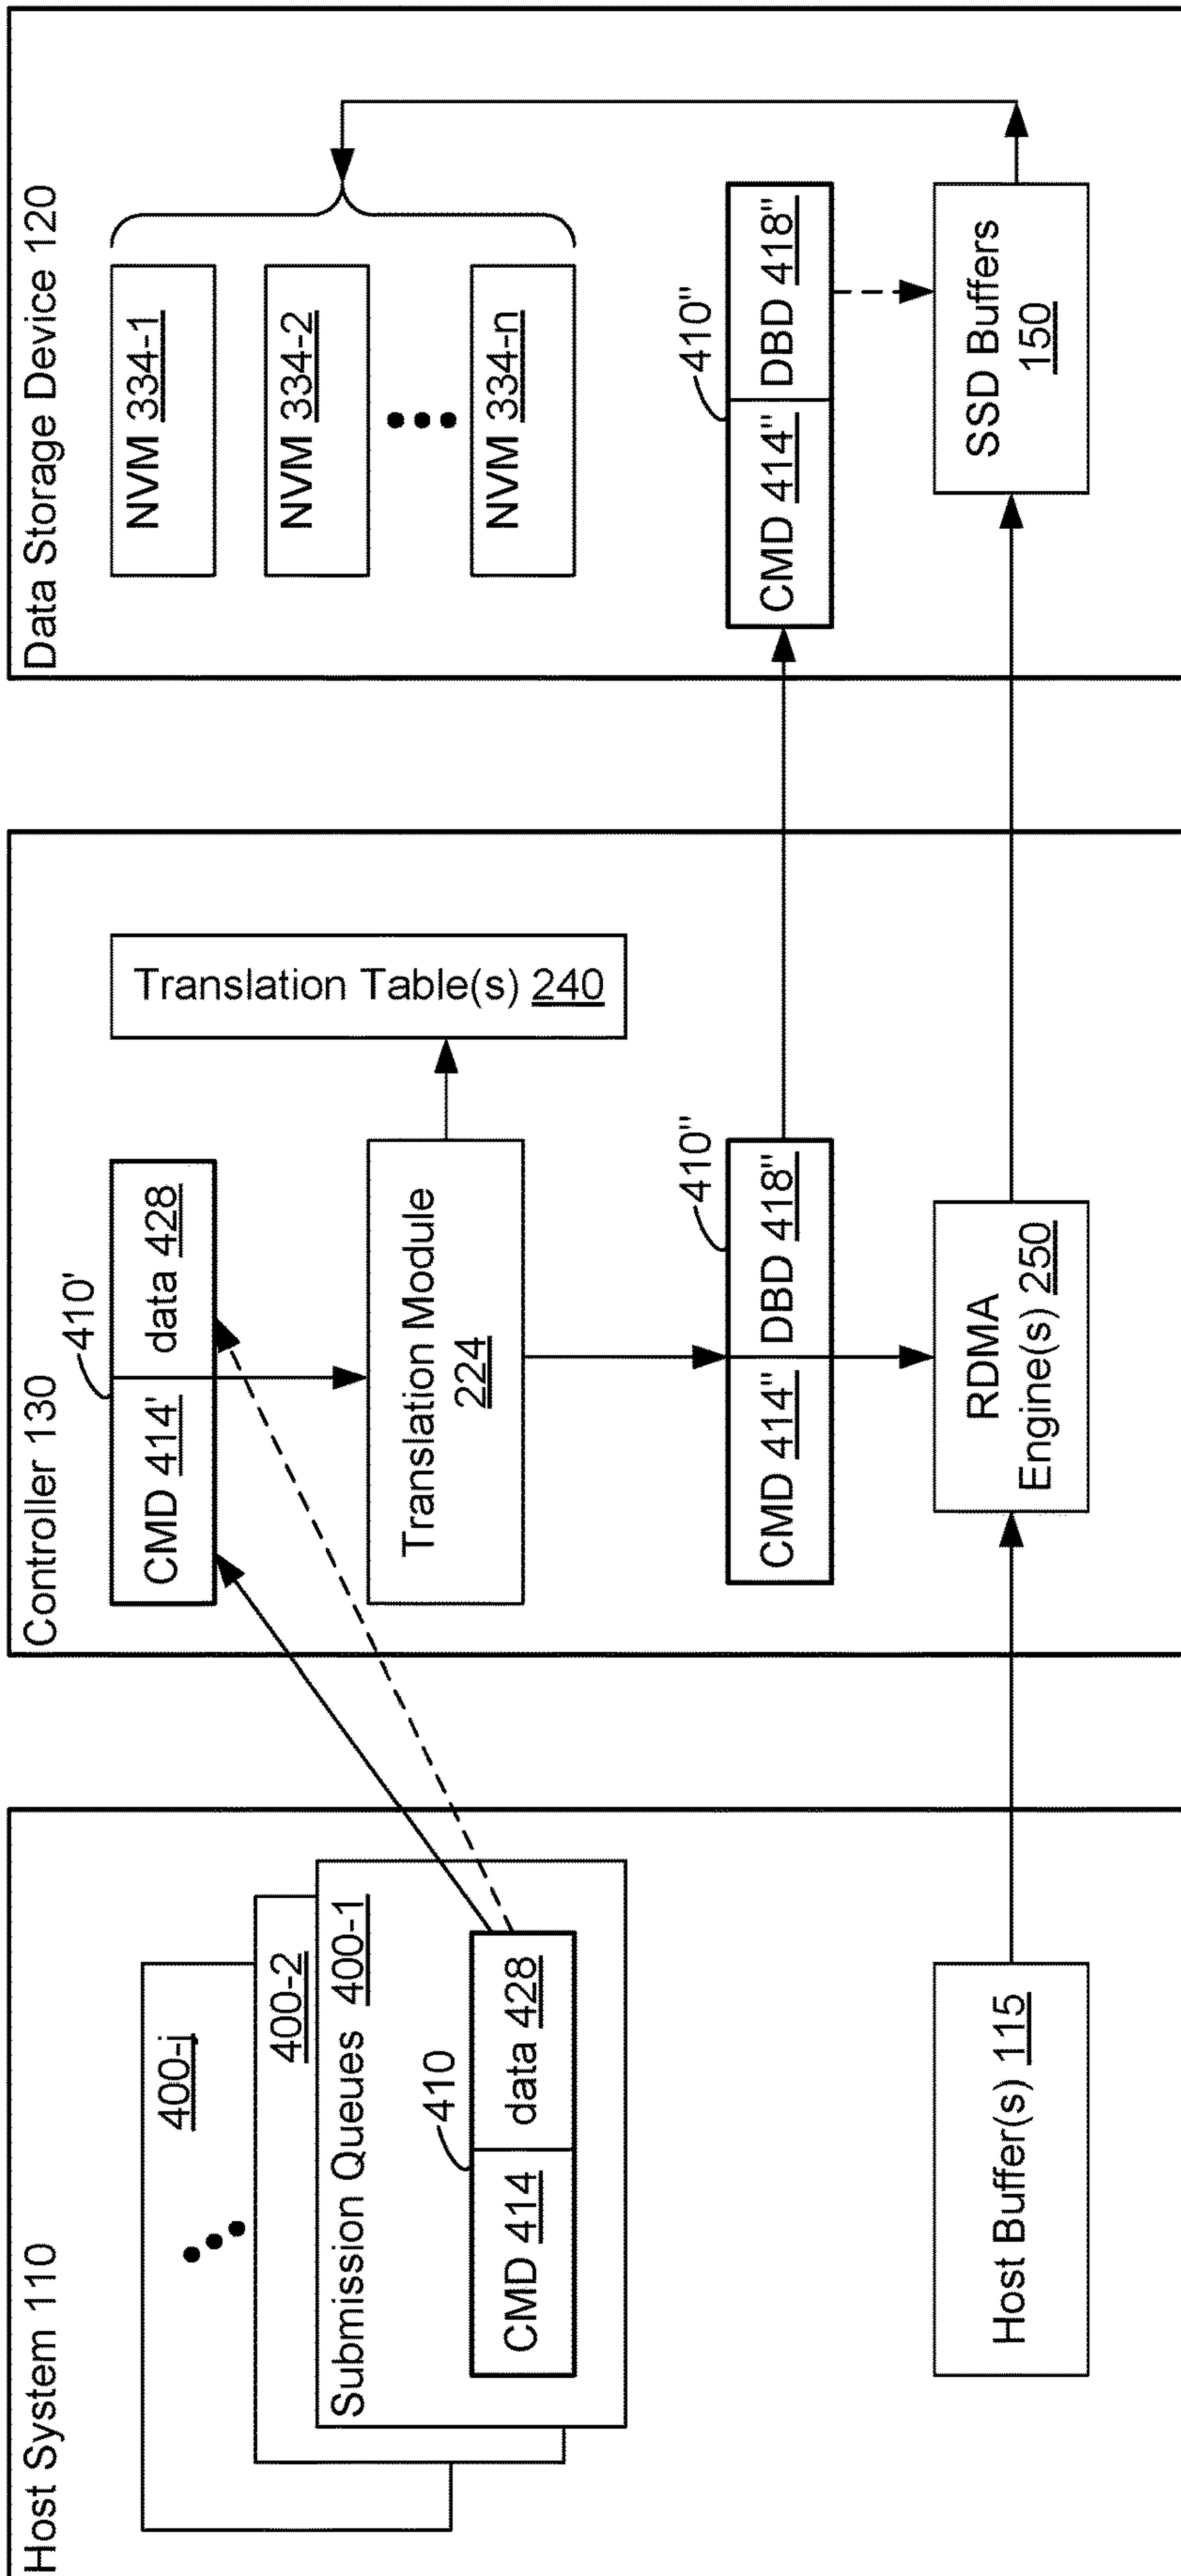 Host System 110
400-j
400-2
Submission Queues 400-1
410
CMD 414
data 428
Host Buffer(s) 115
Controller 130
410'
CMD 414'
data 428
Translation Module
224
Translation Table(s) 240
410"
CMD 414"
DBD 418"
RDMA
Engine(s) 250
Data Storage Device 120
NVM 334-1
NVM 334-2
NVM 334-n
410"
CMD 414"
DBD 418"
SSD Buffers
150